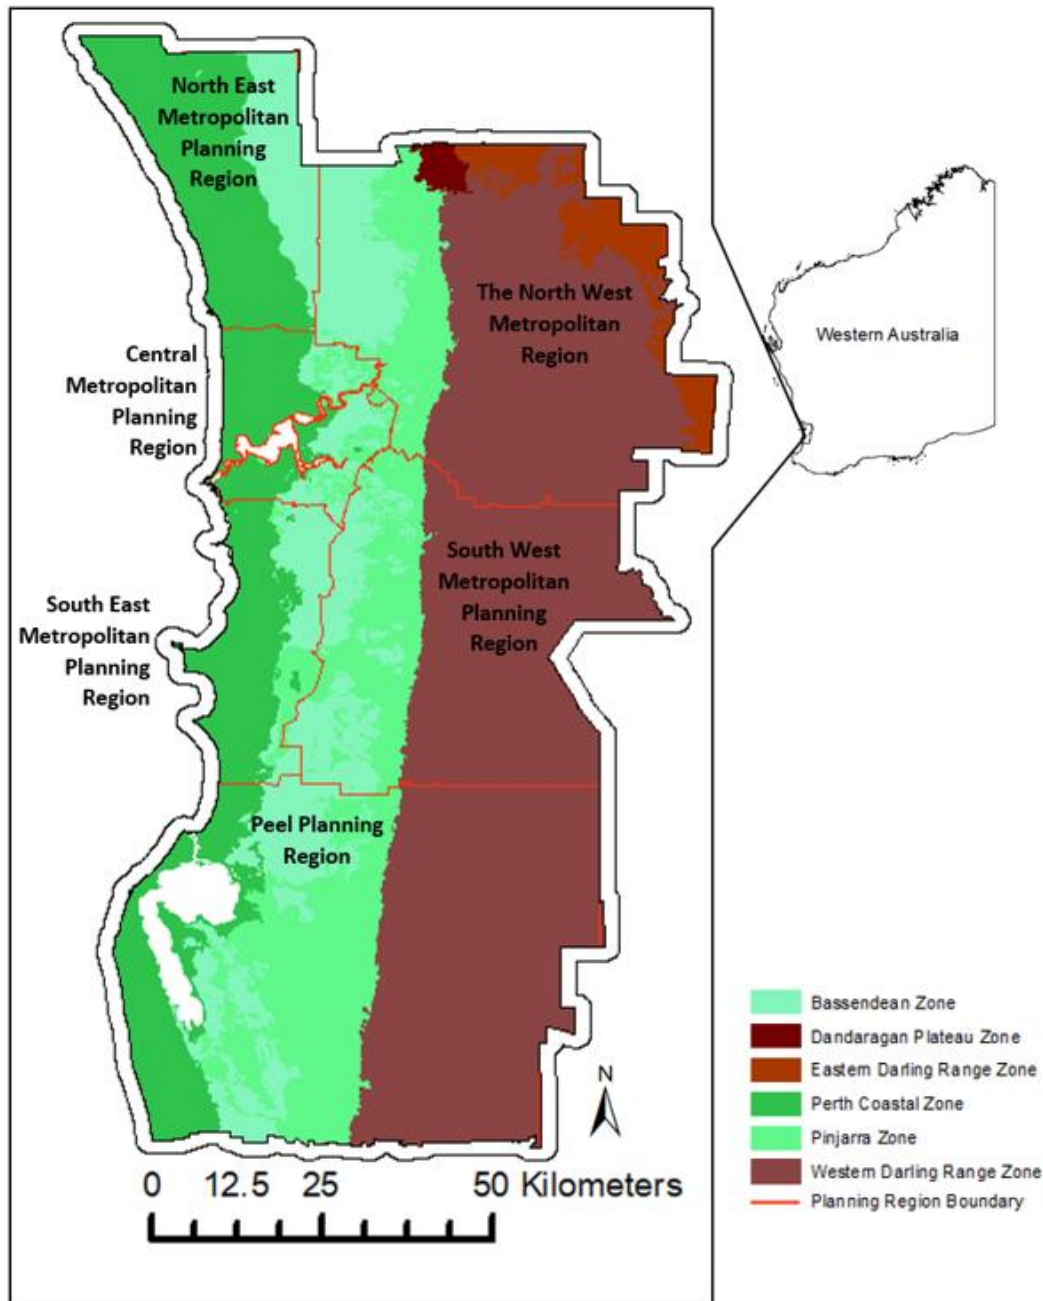 North East
Metropolitan
Planning
Region
The North West
Metropolitan
Region
Central
Metropolitan
Planning
Region
South West
Metropolitan
Planning
Region
South East
Metropolitan
Planning
Region
Peel Planning
Region
Western Australia
N
0 12.5 25 50 Kilometers
Bassendean Zone
Dandaragan Plateau Zone
Eastern Darling Range Zone
Perth Coastal Zone
Pinjarra Zone
Western Darling Range Zone
Planning Region Boundary